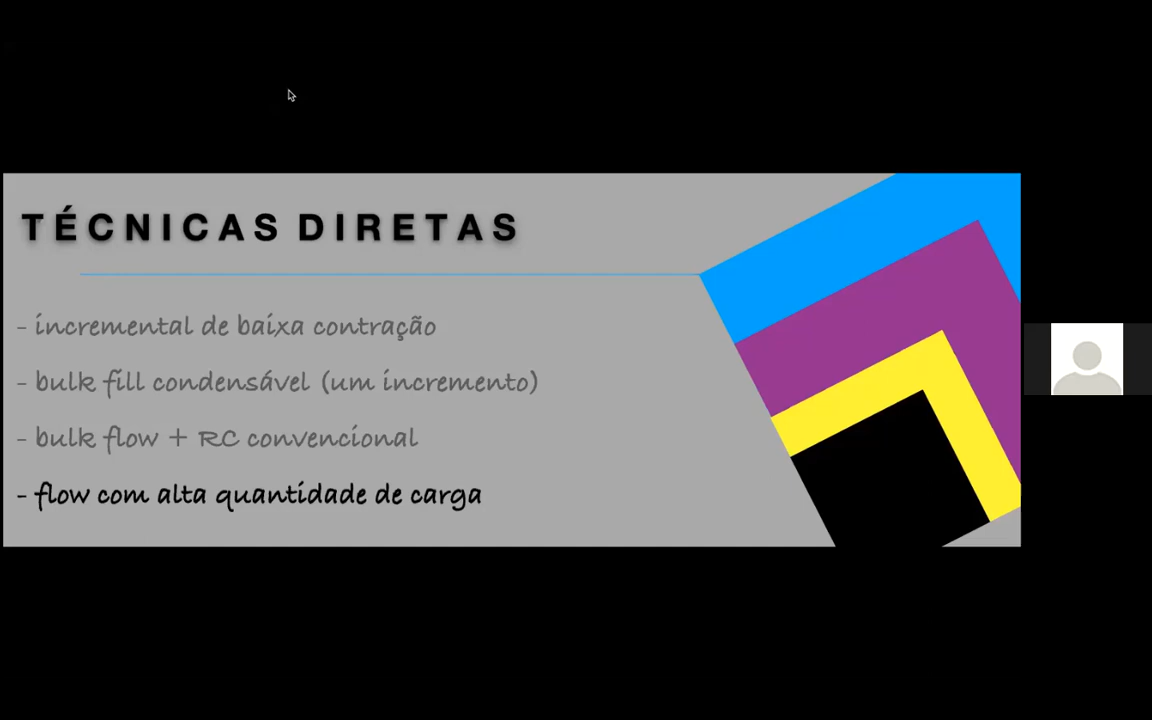 TÉCNICAS DIRETAS
- incremental de baixa contração
- bulk fill condensável (um incremento)
- bulk flow + RC convencional
- flow com alta quantidade de carga